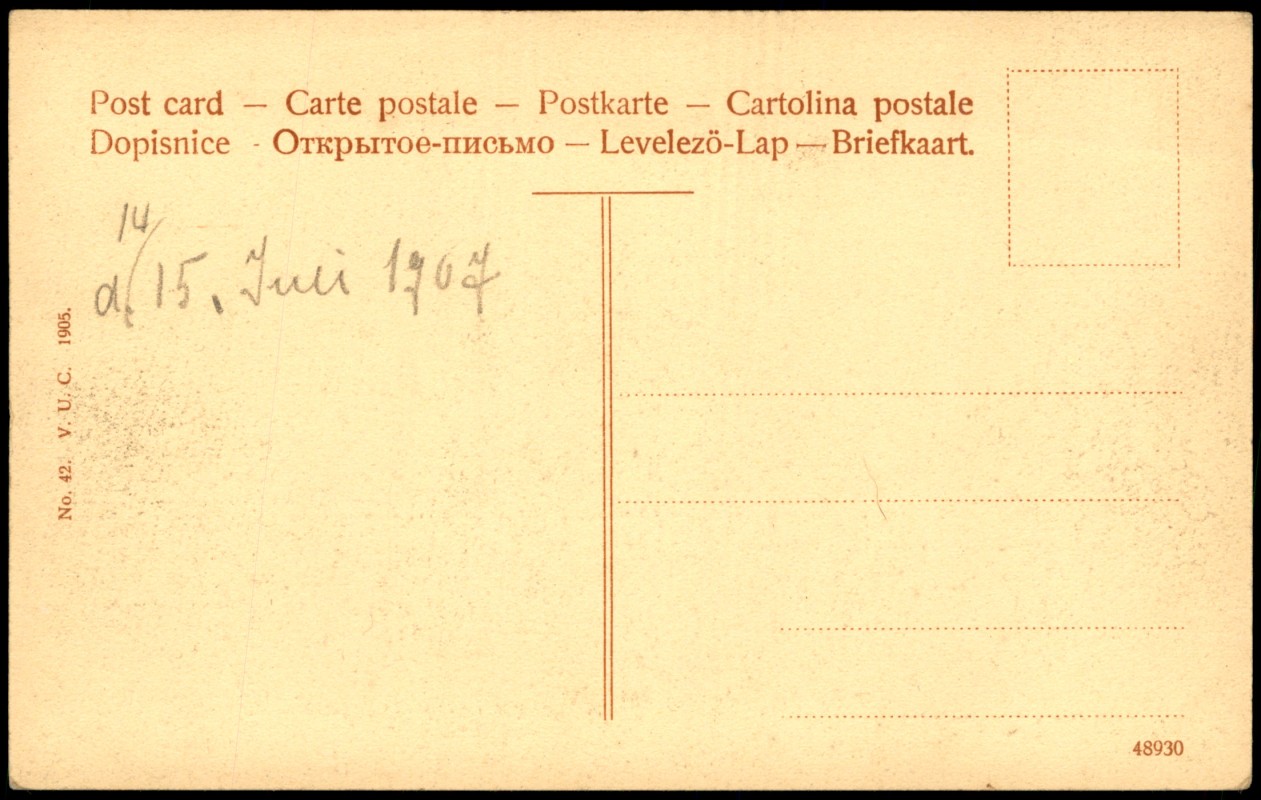 Post card — Carte postale — Postkarte — Cartolina postale
Dopisnice - Открытое-письмо — Levelezö-Lap — Briefkaart.
14/
d. 15. Juli 1907
No. 42. V. U. C. 1905.
48930